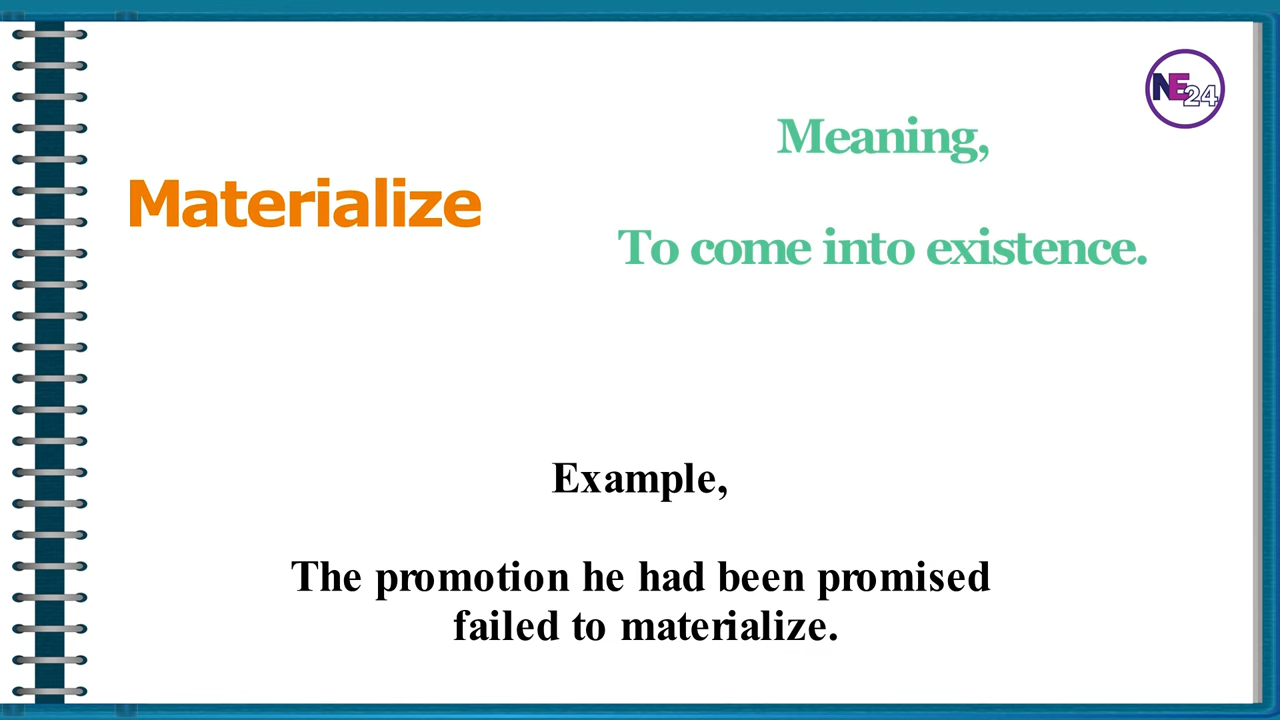 NE24
Meaning,
Materialize
To come into existence.
Example,
The promotion he had been promised
failed to materialize.